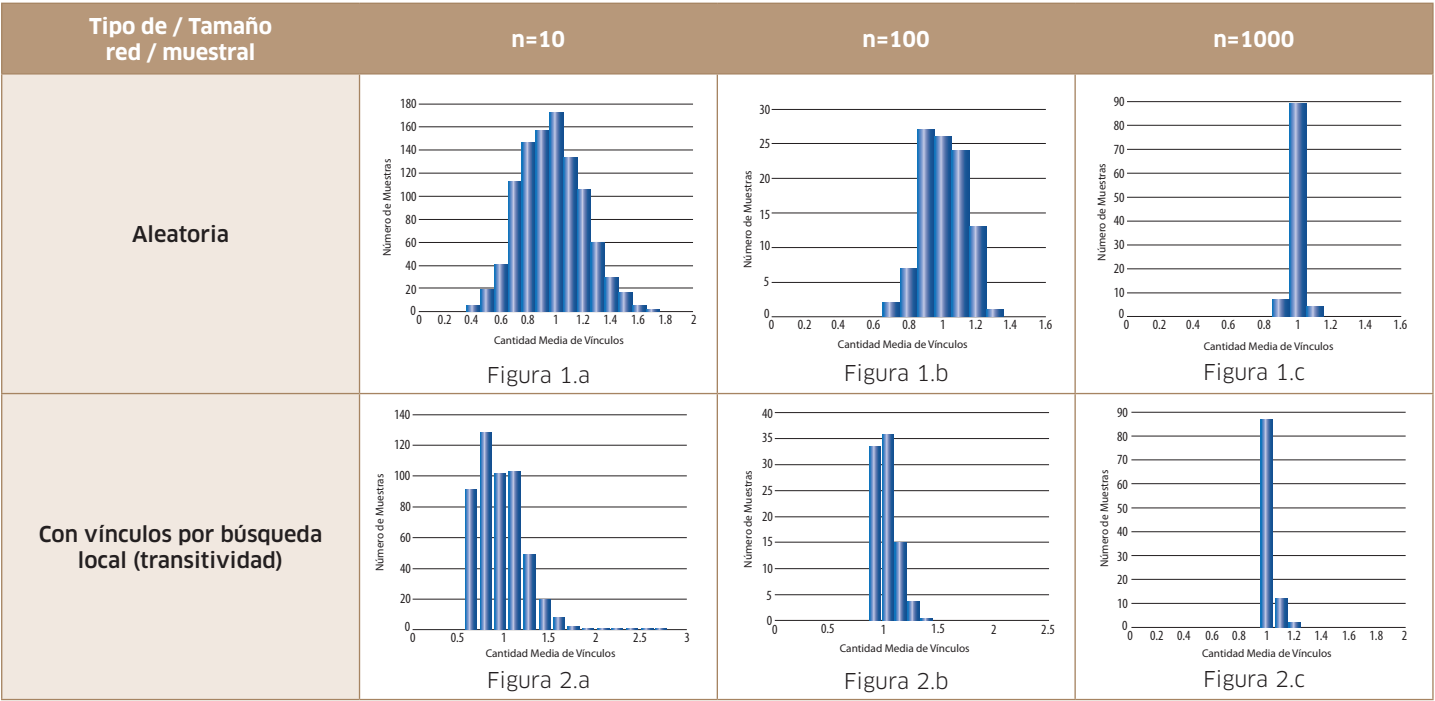 Tipo de / Tamaño
red / muestral
n=10
n=100
n=1000
Aleatoria
180
160
140
120
100
80
60
40
20
0
Número de Muestras
0 0.2 0.4 0.6 0.8 1 1.2 1.4 1.6 1.8 2
Cantidad Media de Vínculos
Figura 1.a
30
25
20
15
10
5
0
Número de Muestras
0 0.2 0.4 0.6 0.8 1 1.2 1.4 1.6
Cantidad Media de Vínculos
Figura 1.b
90
80
70
60
50
40
30
20
10
0
Número de Muestras
0 0.2 0.4 0.6 0.8 1 1.2 1.4 1.6
Cantidad Media de Vínculos
Figura 1.c
Con vínculos por búsqueda
local (transitividad)
140
120
100
80
60
40
20
0
Número de Muestras
0 0.5 1 1.5 2 2.5 3
Cantidad Media de Vínculos
Figura 2.a
40
35
30
25
20
15
10
5
0
Número de Muestras
0 0.5 1 1.5 2 2.5
Cantidad Media de Vínculos
Figura 2.b
90
80
70
60
50
40
30
20
10
0
Número de Muestras
0 0.2 0.4 0.6 0.8 1 1.2 1.4 1.6 1.8 2
Cantidad Media de Vínculos
Figura 2.c